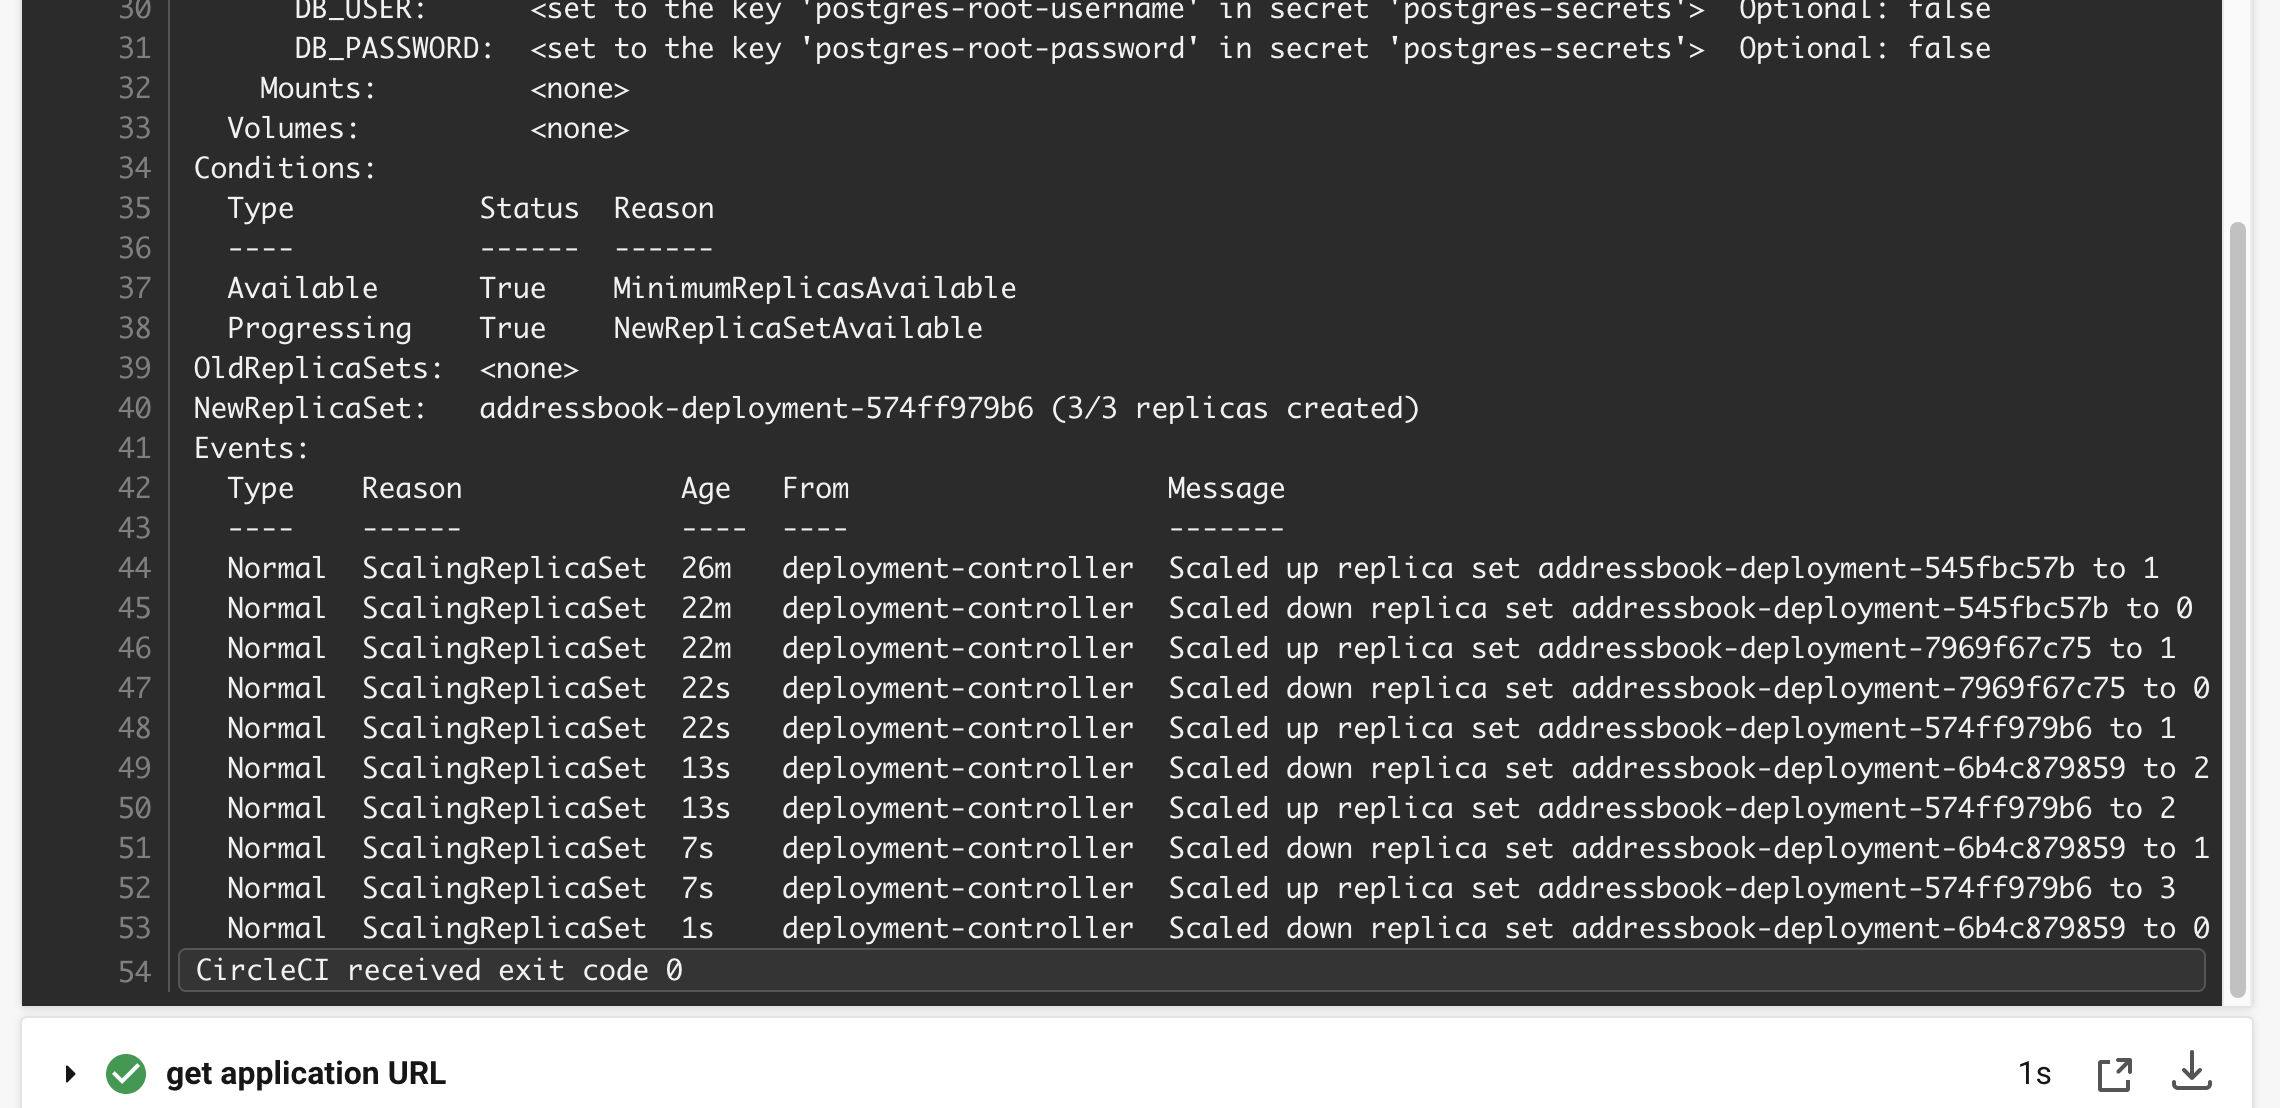 30 DB_USER: <set to the key 'postgres-root-username' in secret 'postgres-secrets'> Optional: false
31 DB_PASSWORD: <set to the key 'postgres-root-password' in secret 'postgres-secrets'> Optional: false
32 Mounts: <none>
33 Volumes: <none>
34 Conditions:
35 Type Status Reason
36 ---- ------ ------
37 Available True MinimumReplicasAvailable
38 Progressing True NewReplicaSetAvailable
39 OldReplicaSets: <none>
40 NewReplicaSet: addressbook-deployment-574ff979b6 (3/3 replicas created)
41 Events:
42 Type Reason Age From Message
43 ---- ------ ---- ---- -------
44 Normal ScalingReplicaSet 26m deployment-controller Scaled up replica set addressbook-deployment-545fbc57b to 1
45 Normal ScalingReplicaSet 22m deployment-controller Scaled down replica set addressbook-deployment-545fbc57b to 0
46 Normal ScalingReplicaSet 22m deployment-controller Scaled up replica set addressbook-deployment-7969f67c75 to 1
47 Normal ScalingReplicaSet 22s deployment-controller Scaled down replica set addressbook-deployment-7969f67c75 to 0
48 Normal ScalingReplicaSet 22s deployment-controller Scaled up replica set addressbook-deployment-574ff979b6 to 1
49 Normal ScalingReplicaSet 13s deployment-controller Scaled down replica set addressbook-deployment-6b4c879859 to 2
50 Normal ScalingReplicaSet 13s deployment-controller Scaled up replica set addressbook-deployment-574ff979b6 to 2
51 Normal ScalingReplicaSet 7s deployment-controller Scaled down replica set addressbook-deployment-6b4c879859 to 1
52 Normal ScalingReplicaSet 7s deployment-controller Scaled up replica set addressbook-deployment-574ff979b6 to 3
53 Normal ScalingReplicaSet 1s deployment-controller Scaled down replica set addressbook-deployment-6b4c879859 to 0
54 CircleCI received exit code 0
get application URL 1s